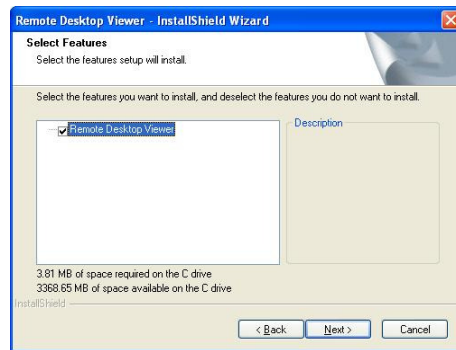 Remote Desktop Viewer - InstallShield Wizard
Select Features
Select the features setup will install.
Select the features you want to install, and deselect the features you do not want to install.
Remote Desktop Viewer
Description
3.81 MB of space required on the C drive
3368.65 MB of space available on the C drive
InstallShield
< Back
Next >
Cancel